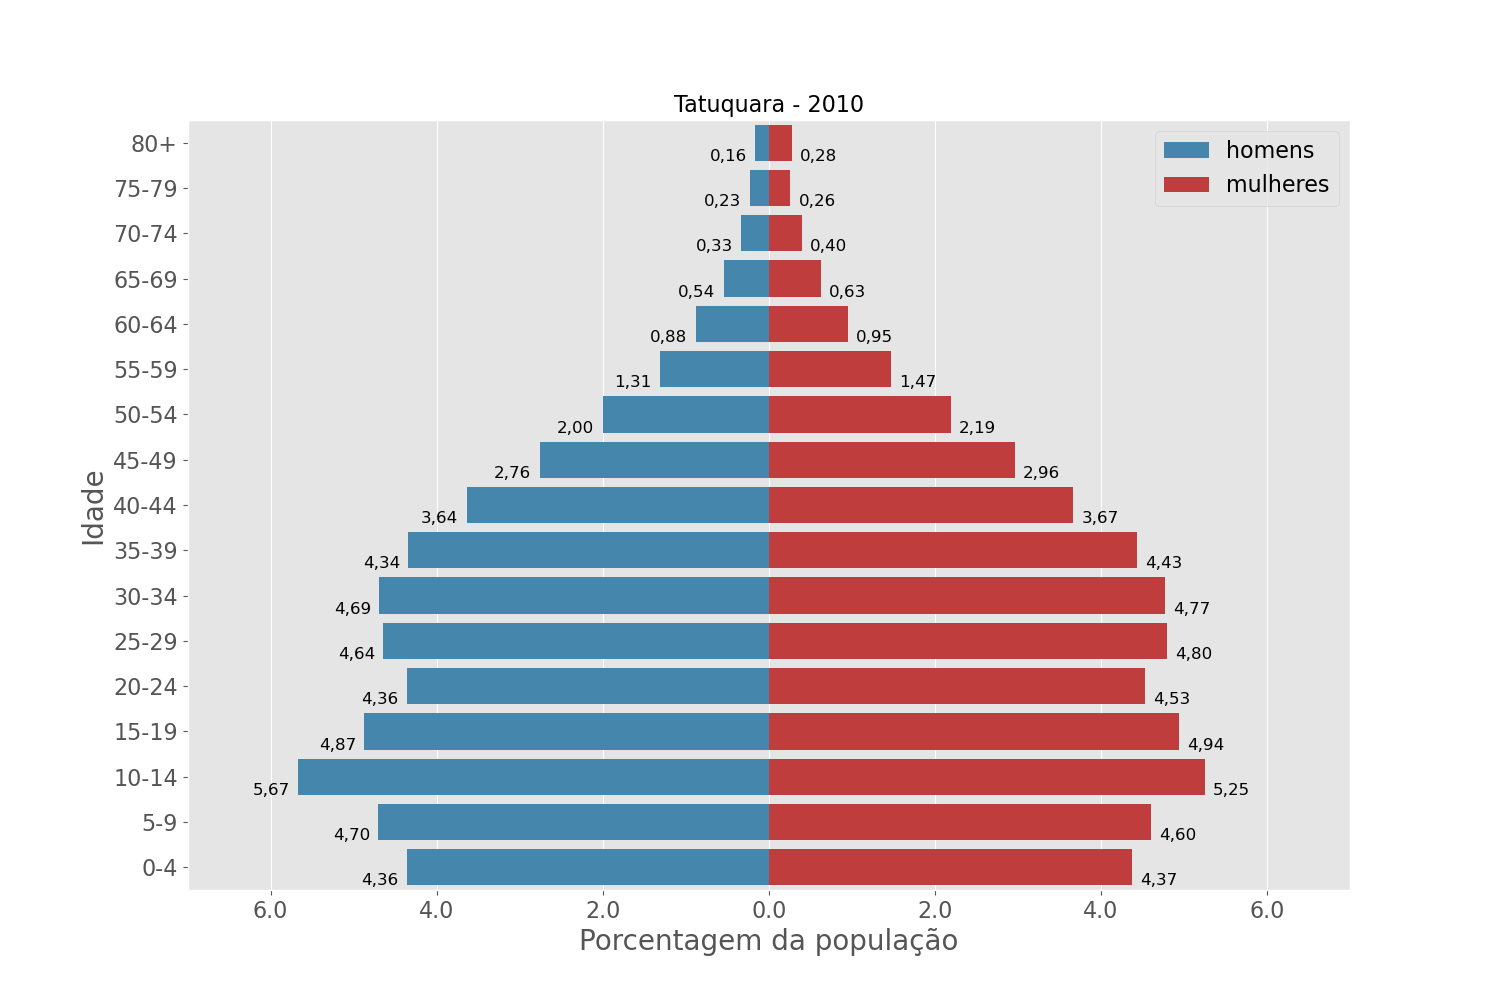 Tatuquara - 2010
homens
mulheres
80+ 0,16 0,28
75-79 0,23 0,26
70-74 0,33 0,40
65-69 0,54 0,63
60-64 0,88 0,95
55-59 1,31 1,47
50-54 2,00 2,19
45-49 2,76 2,96
40-44 3,64 3,67
35-39 4,34 4,43
30-34 4,69 4,77
25-29 4,64 4,80
20-24 4,36 4,53
15-19 4,87 4,94
10-14 5,67 5,25
5-9 4,70 4,60
0-4 4,36 4,37
Idade
6.0 4.0 2.0 0.0 2.0 4.0 6.0
Porcentagem da população